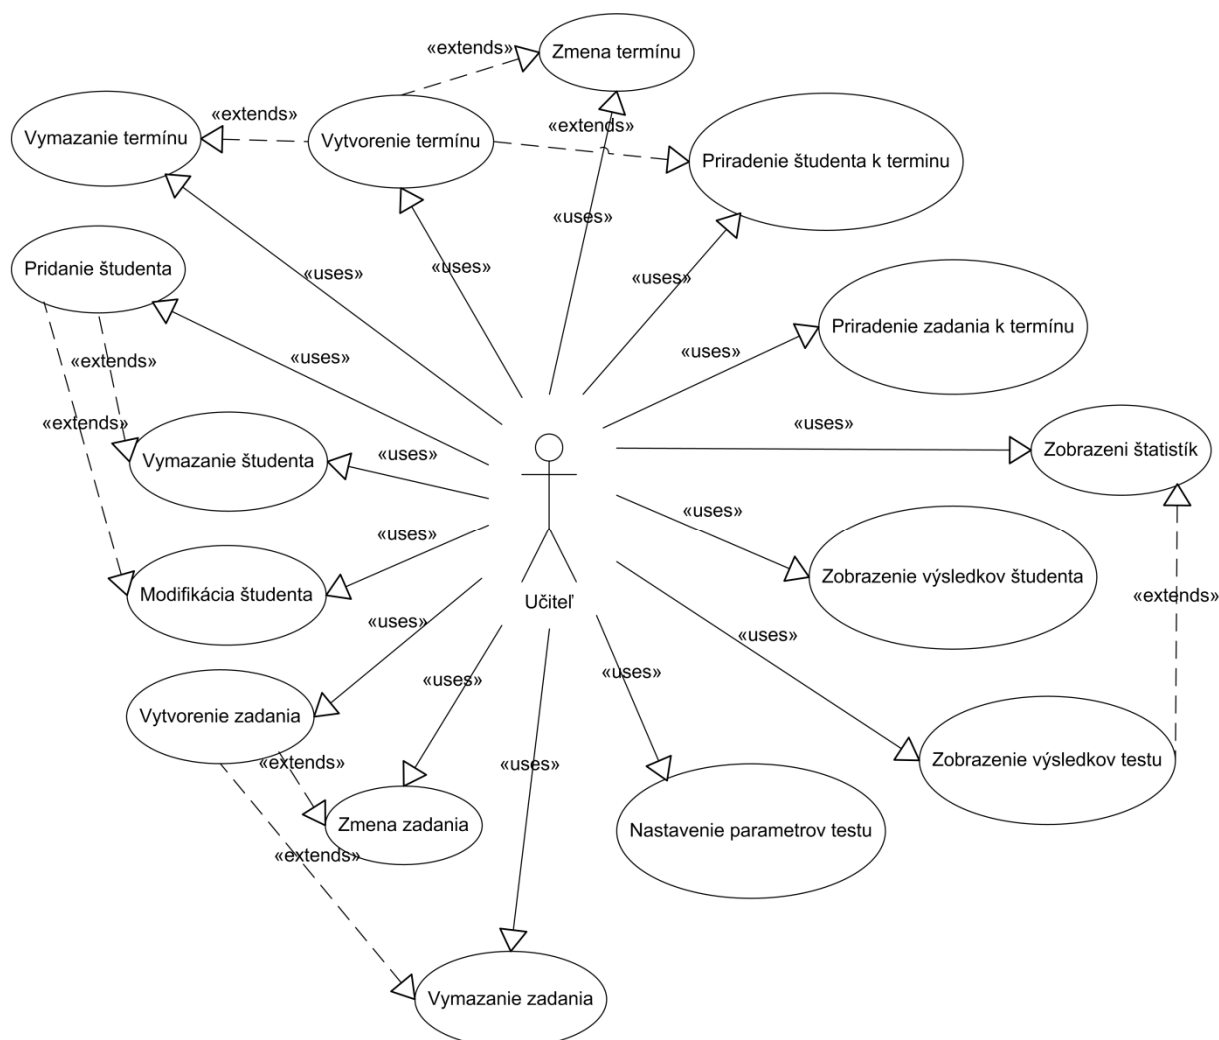 «extends»
Zmena termínu
«extends»
Vymazanie termínu
Vytvorenie termínu
«extends»
Priradenie študenta k terminu
«uses»
Pridanie študenta
«uses»
«uses»
«uses»
Priradenie zadania k termínu
«extends»
«uses»
«uses»
«extends»
«uses»
Zobrazeni štatistík
Vymazanie študenta
«uses»
«uses»
«uses»
Zobrazenie výsledkov študenta
Modifikácia študenta
Učiteľ
«extends»
«uses»
«uses»
«uses»
«uses»
Vytvorenie zadania
Zobrazenie výsledkov testu
«extends»
«uses»
Zmena zadania
Nastavenie parametrov testu
«extends»
Vymazanie zadania